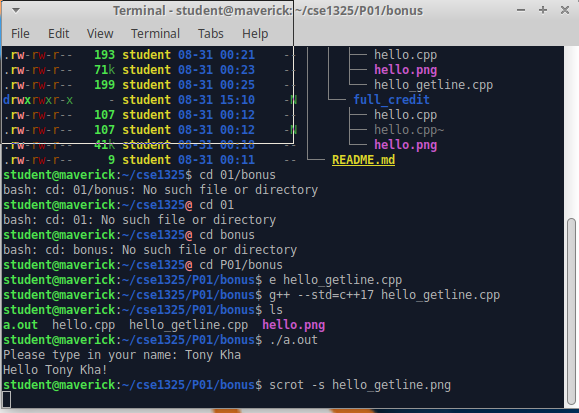 Terminal - student@maverick: ~/cse1325/P01/bonus
File Edit View Terminal Tabs Help
.rw-rw-r-- 193 student 08-31 00:21 -- │ │ ├── hello.cpp
.rw-rw-r-- 71k student 08-31 00:22 -- │ │ ├── hello.png
.rw-rw-r-- 199 student 08-31 00:25 -- │ │ └── hello_getline.cpp
drwxrwxr-x - student 08-31 15:10 -N │ └── full_credit
.rw-rw-r-- 107 student 08-31 00:12 -- │ ├── hello.cpp
.rw-rw-r-- 107 student 08-31 00:12 -N │ ├── hello.cpp~
.rw-rw-r-- 41k student 08-31 00:18 -- │ └── hello.png
.rw-rw-r-- 9 student 08-31 00:11 -- └── README.md
student@maverick:~/cse1325$ cd 01/bonus
bash: cd: 01/bonus: No such file or directory
student@maverick:~/cse1325@ cd 01
bash: cd: 01: No such file or directory
student@maverick:~/cse1325@ cd bonus
bash: cd: bonus: No such file or directory
student@maverick:~/cse1325@ cd P01/bonus
student@maverick:~/cse1325/P01/bonus$ e hello_getline.cpp
student@maverick:~/cse1325/P01/bonus$ g++ --std=c++17 hello_getline.cpp
student@maverick:~/cse1325/P01/bonus$ ls
a.out hello.cpp hello_getline.cpp hello.png
student@maverick:~/cse1325/P01/bonus$ ./a.out
Please type in your name: Tony Kha
Hello Tony Kha!
student@maverick:~/cse1325/P01/bonus$ scrot -s hello_getline.png